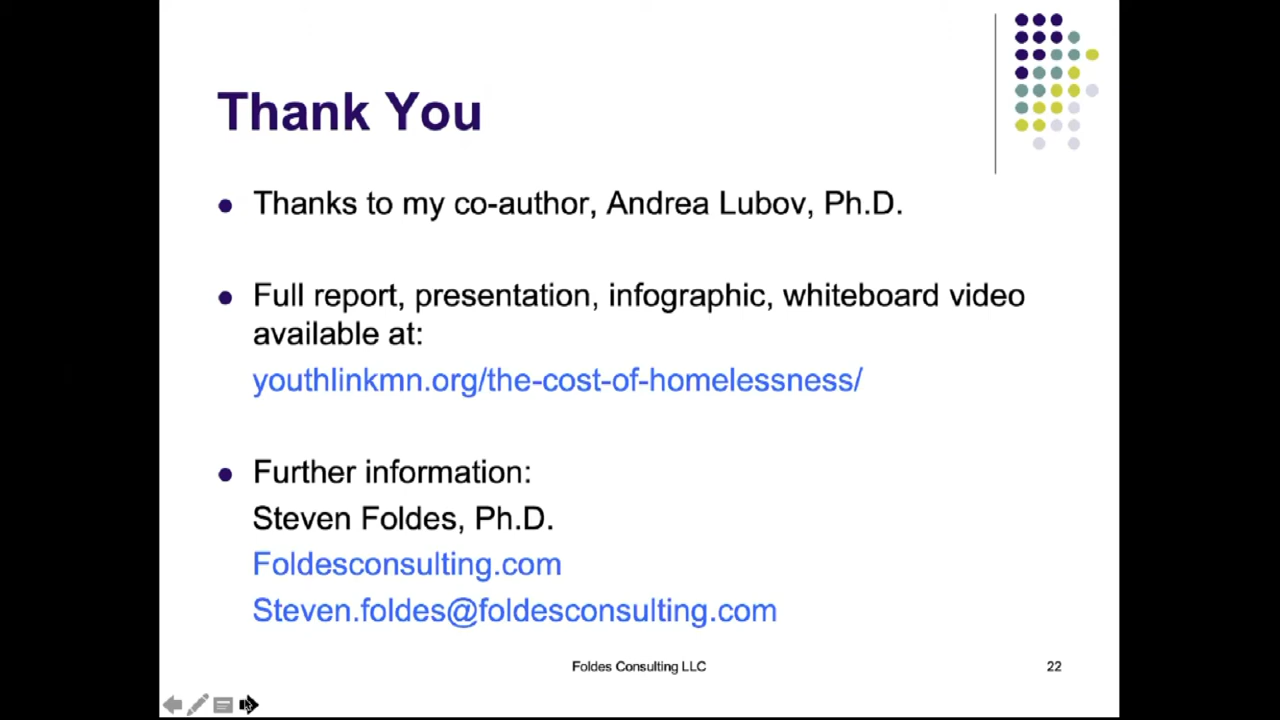 Thank You
Thanks to my co-author, Andrea Lubov, Ph.D.
Full report, presentation, infographic, whiteboard video
available at:
youthlinkmn.org/the-cost-of-homelessness/
Further information:
Steven Foldes, Ph.D.
Foldesconsulting.com
Steven.foldes@foldesconsulting.com
Foldes Consulting LLC
22